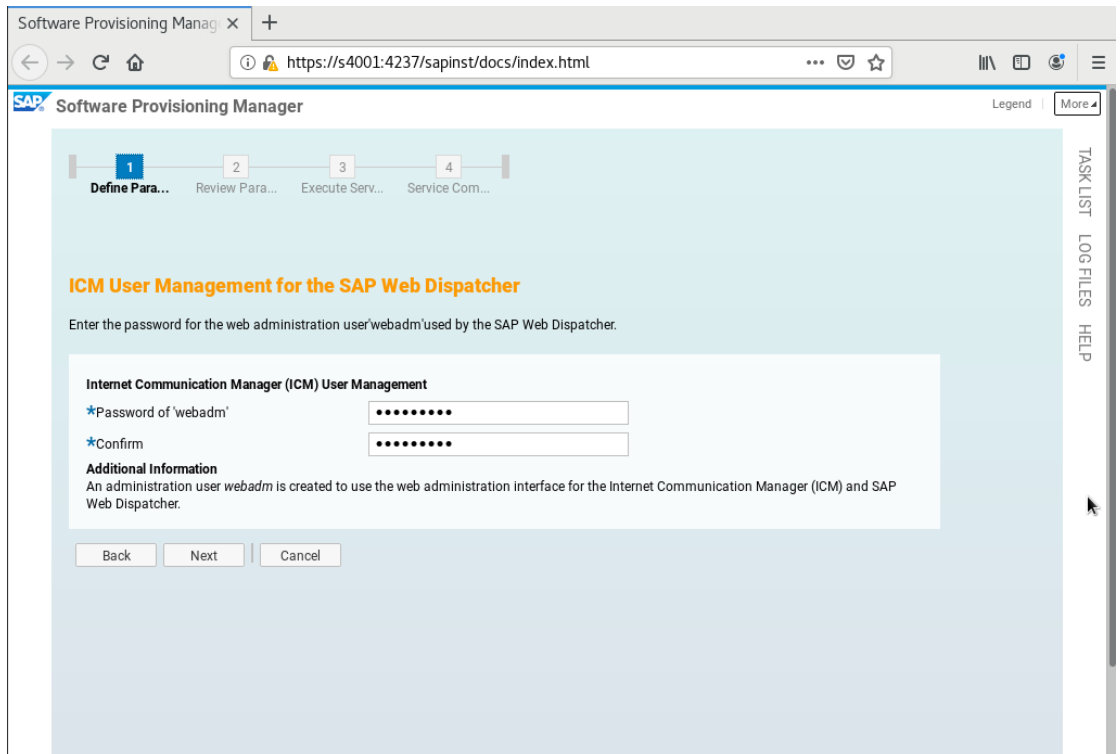 Software Provisioning Manag
https://s4001:4237/sapinst/docs/index.html
SAP Software Provisioning Manager
Legend
More
1
2
3
4
Define Para...
Review Para...
Execute Serv...
Service Com...
TASK LIST
LOG FILES
HELP
ICM User Management for the SAP Web Dispatcher
Enter the password for the web administration user'webadm'used by the SAP Web Dispatcher.
Internet Communication Manager (ICM) User Management
*Password of 'webadm'
•••••••••
*Confirm
•••••••••
Additional Information
An administration user webadm is created to use the web administration interface for the Internet Communication Manager (ICM) and SAP
Web Dispatcher.
Back
Next
Cancel